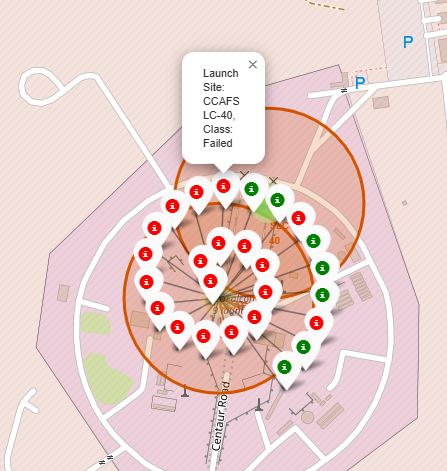 P
×
P
Launch
Site:
CCAFS
LC-40,
Class:
Failed
40
Centaur Road